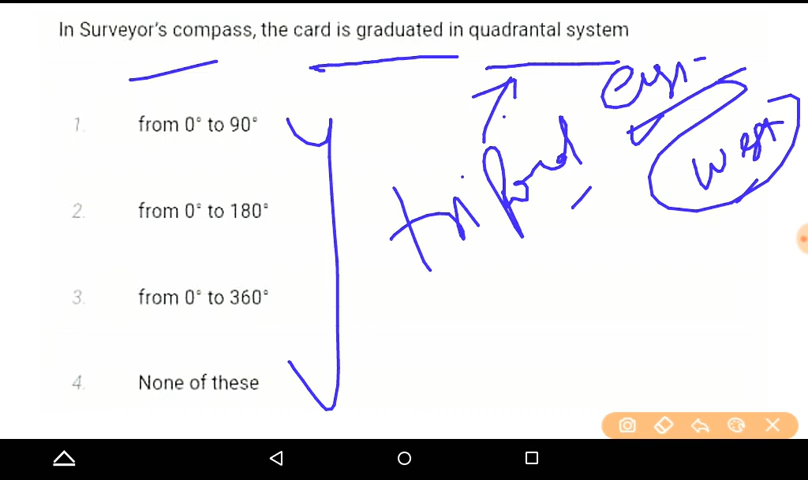 In Surveyor's compass, the card is graduated in quadrantal system
1. from 0° to 90°
2. from 0° to 180°
3. from 0° to 360°
4. None of these
West